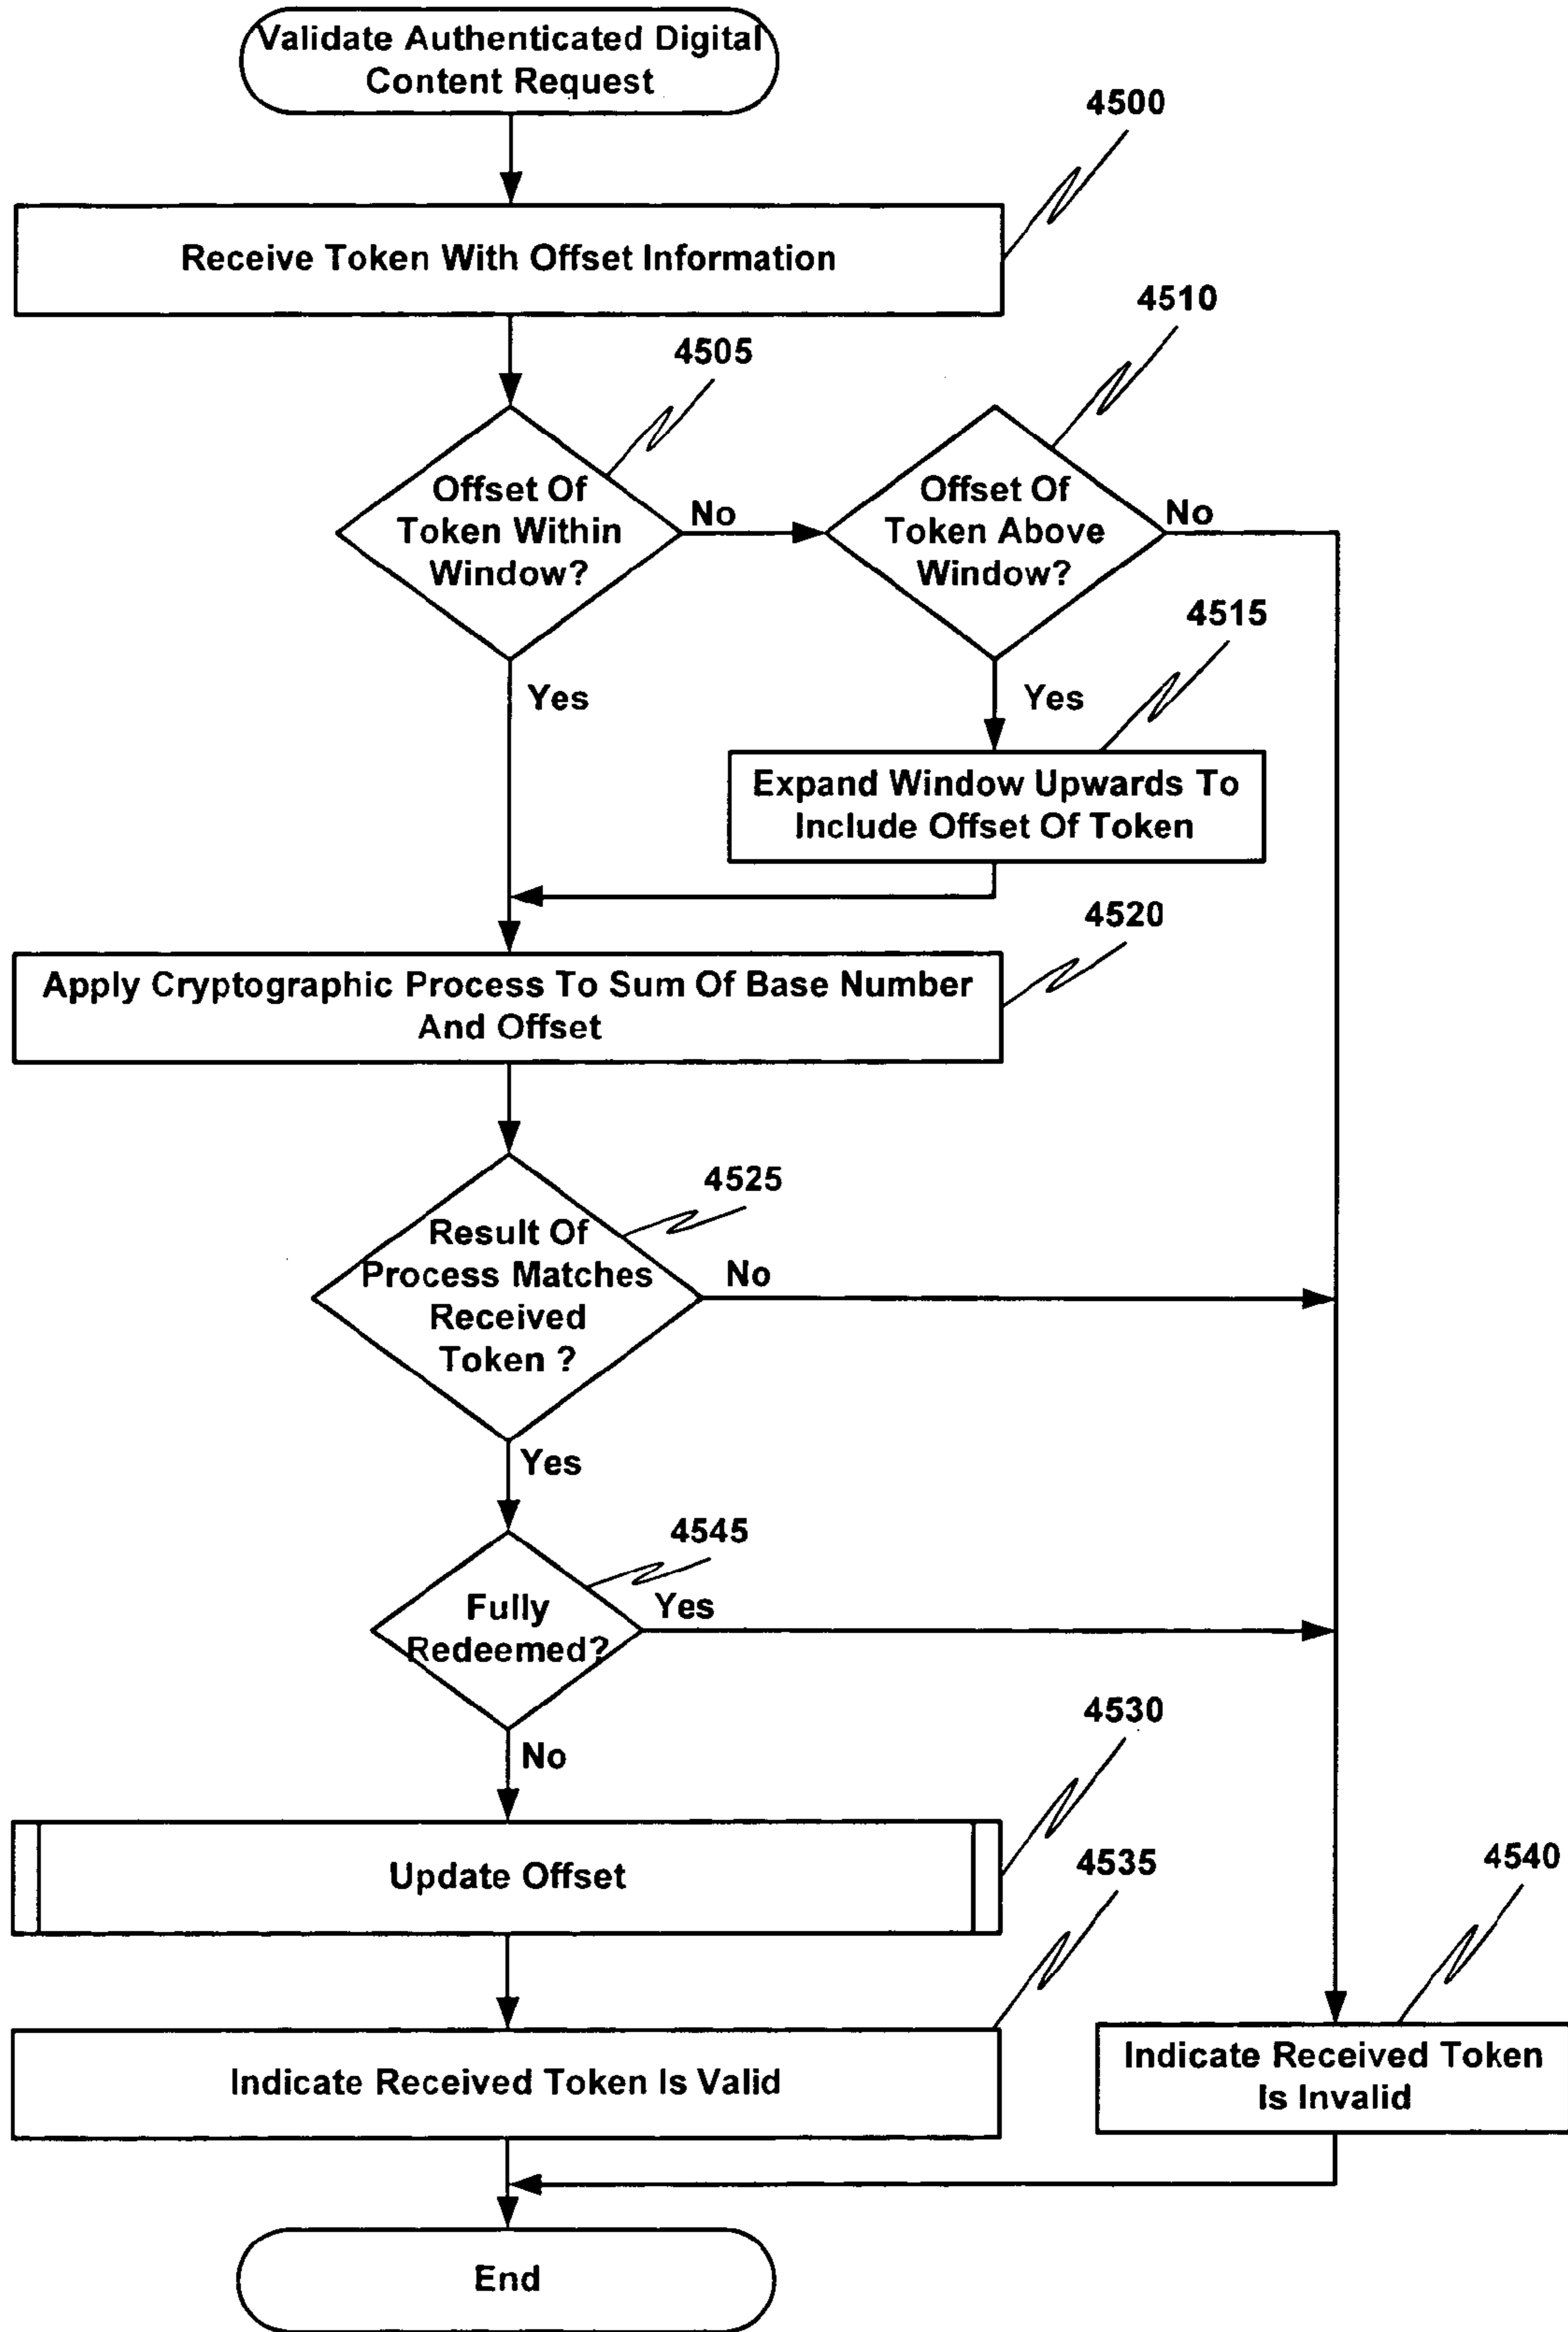 Validate Authenticated Digital
Content Request
4500
Receive Token With Offset Information
4510
4505
Offset Of
Token Within
Window?
No
Offset Of
Token Above
Window?
No
4515
Yes
Yes
Expand Window Upwards To
Include Offset Of Token
4520
Apply Cryptographic Process To Sum Of Base Number
And Offset
4525
Result Of
Process Matches
Received
Token ?
No
Yes
4545
Fully
Redeemed?
Yes
No
4530
Update Offset
4535
4540
Indicate Received Token Is Valid
Indicate Received Token
Is Invalid
End